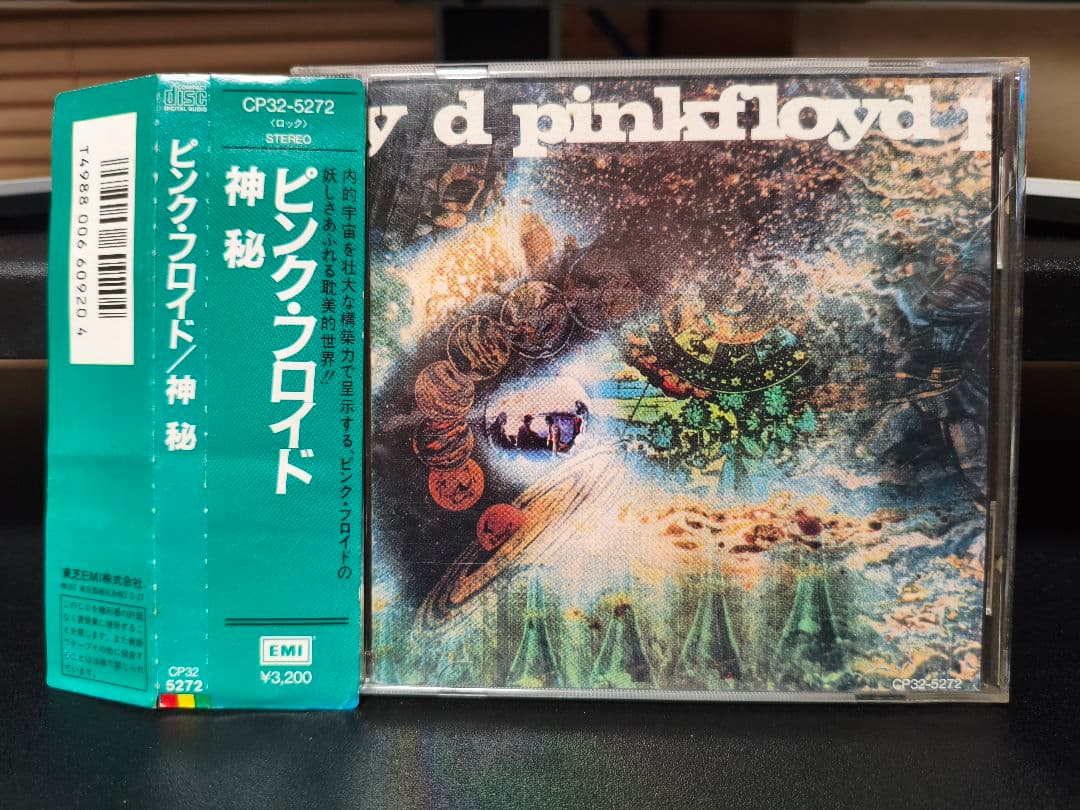 T4988 006 60920 4
東芝EMI株式会社
COMPACT
disc
DIGITAL AUDIO
ピンク・フロイド/神秘
CP32
5272
CP32-5272
〈ロック〉
STEREO
内的宇宙を壮大な構築力で呈示する、ピンク・フロイドの
妖しさあふれる耽美的世界!!
ピンク・フロイド
神秘
EMI
¥3,200
y d pinkfloyd p
CP32-5272